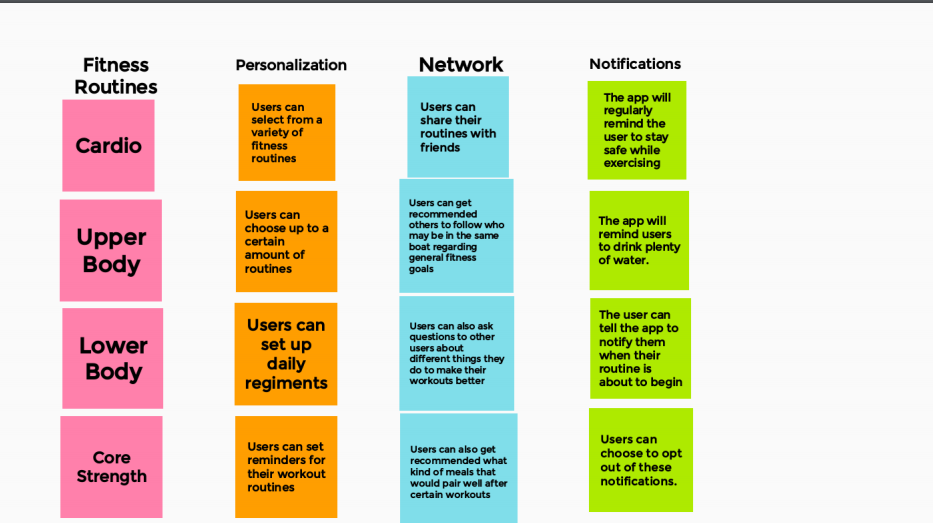 Fitness
Routines
Cardio
Upper
Body
Lower
Body
Core
Strength
Personalization
Users can
select from a
variety of
fitness
routines
Users can
choose up to a
certain
amount of
routines
Users can
set up
daily
regiments
Users can set
reminders for
their workout
routines
Network
Users can
share their
routines with
friends
Users can get
recommended
others to follow who
may be in the same
boat regarding
general fitness
goals
Users can also ask
questions to other
users about
different things they
do to make their
workouts better
Users can also get
recommended what
kind of meals that
would pair well after
certain workouts
Notifications
The app will
regularly
remind the
user to stay
safe while
exercising
The app will
remind users
to drink plenty
of water.
The user can
tell the app to
notify them
when their
routine is
about to begin
Users can
choose to opt
out of these
notifications.